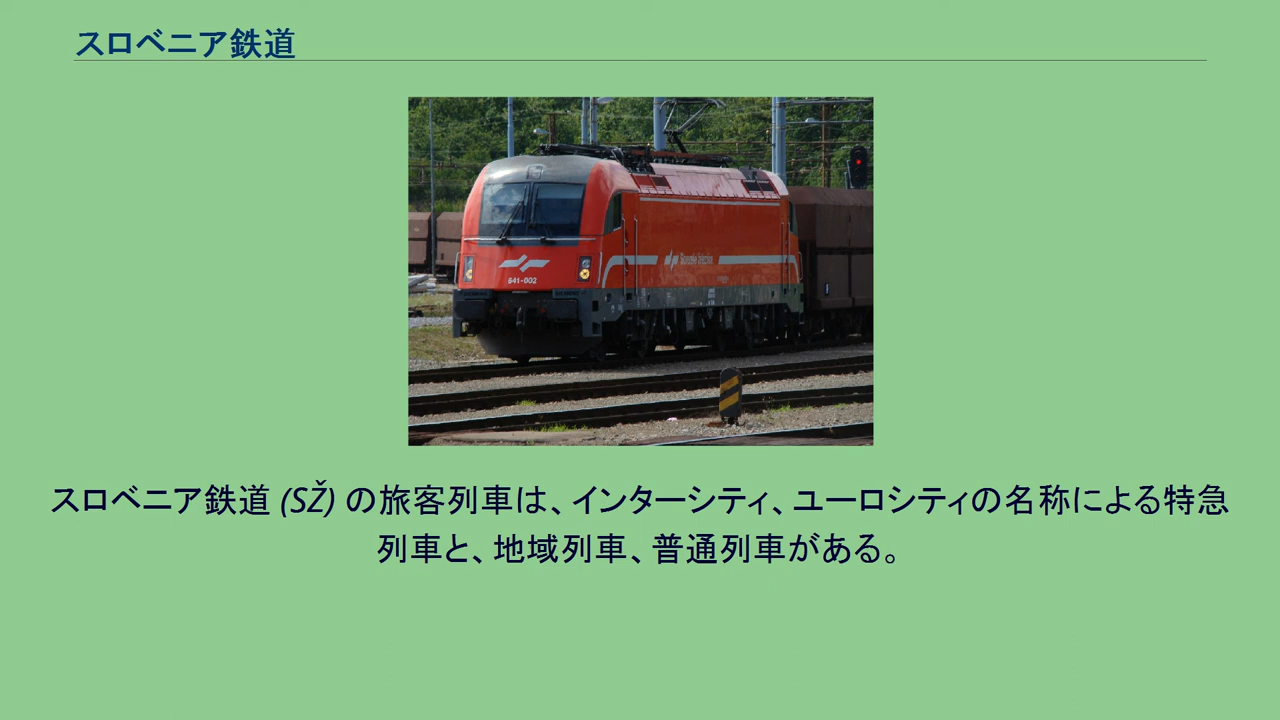 スロベニア鉄道
541-002
スロベニア鉄道 (SŽ) の旅客列車は、インターシティ、ユーロシティの名称による特急
列車と、地域列車、普通列車がある。